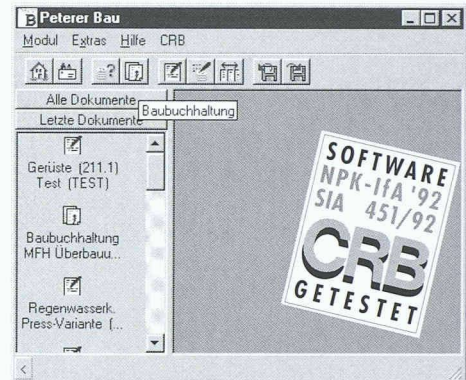 Peterer Bau
Modul Extras Hilfe CRB
Alle Dokumente
Baubuchhaltung
Letzte Dokumente
Gerüste (211.1)
Test (TEST)
Baubuchhaltung
MFH Überbauu...
Regenwasserk.
Press-Variante (...
SOFTWARE
NPK-IfA '92
SIA 451/92
CRB
GETESTET